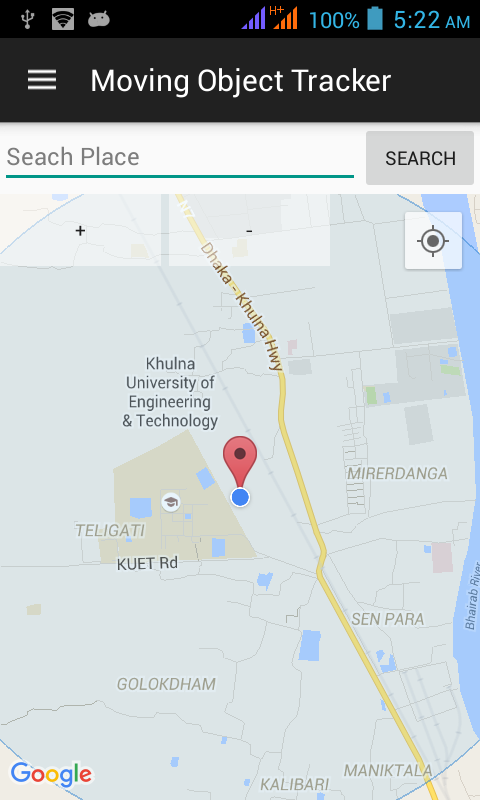 H+ 100% 5:22 AM
Moving Object Tracker
Seach Place
SEARCH
+
-
N7
Dhaka - Khulna Hwy
Khulna
University of
Engineering
& Technology
MIRERDANGA
TELIGATI
KUET Rd
Bhairab River
SEN PARA
GOLOKDHAM
MANIKTALA
Google
KALIBARI